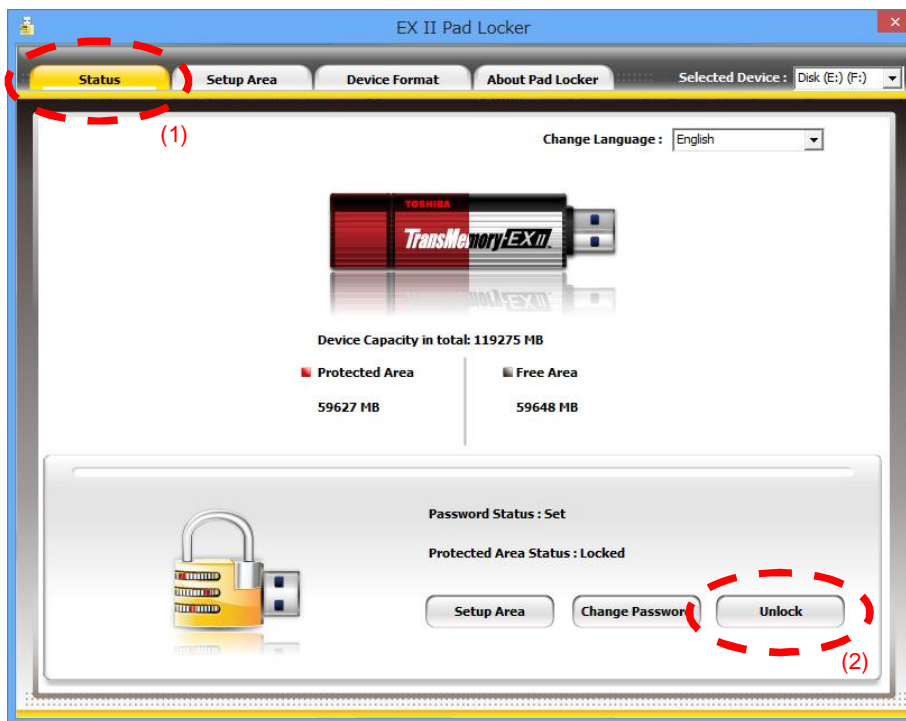 EX II Pad Locker
Status Setup Area Device Format About Pad Locker Selected Device : Disk (E:) (F:)
(1)
Change Language : English
TOSHIBA
TransMemory-EX II
Device Capacity in total: 119275 MB
Protected Area Free Area
59627 MB 59648 MB
Password Status : Set
Protected Area Status : Locked
Setup Area Change Password Unlock
(2)